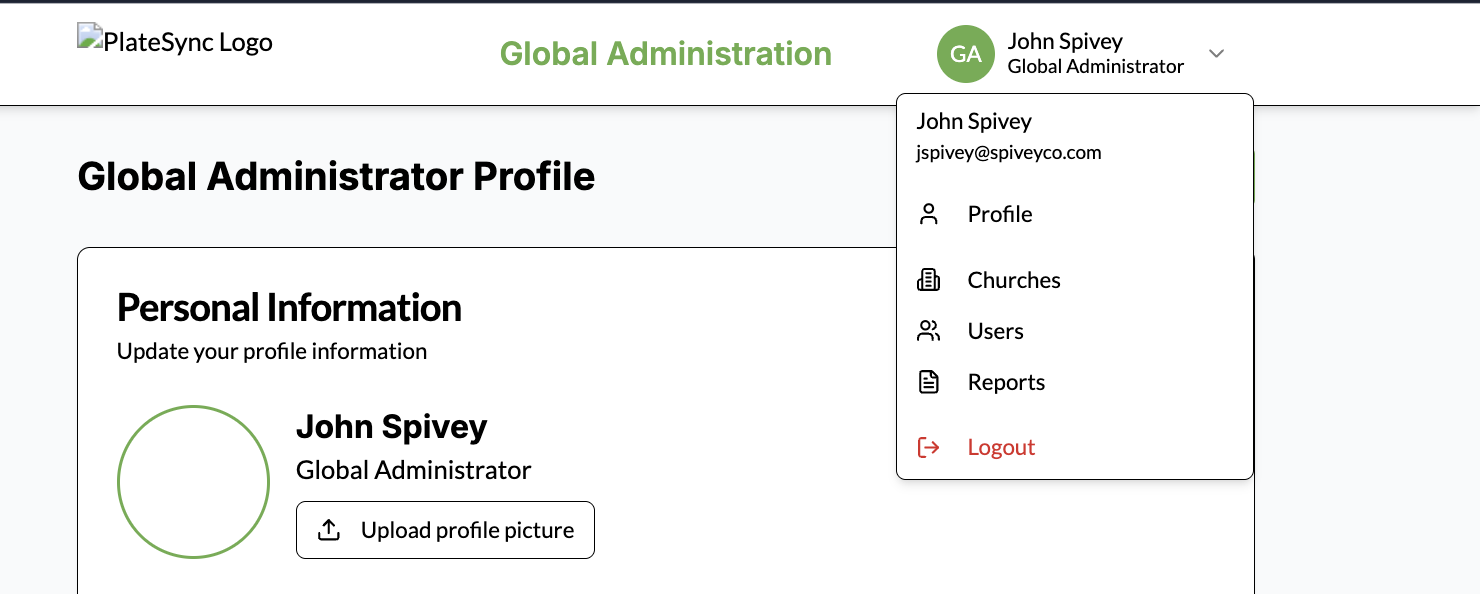 PlateSync Logo
Global Administration
GA
John Spivey
Global Administrator
John Spivey
jspivey@spiveyco.com
Profile
Churches
Users
Reports
Logout
Global Administrator Profile
Personal Information
Update your profile information
John Spivey
Global Administrator
Upload profile picture